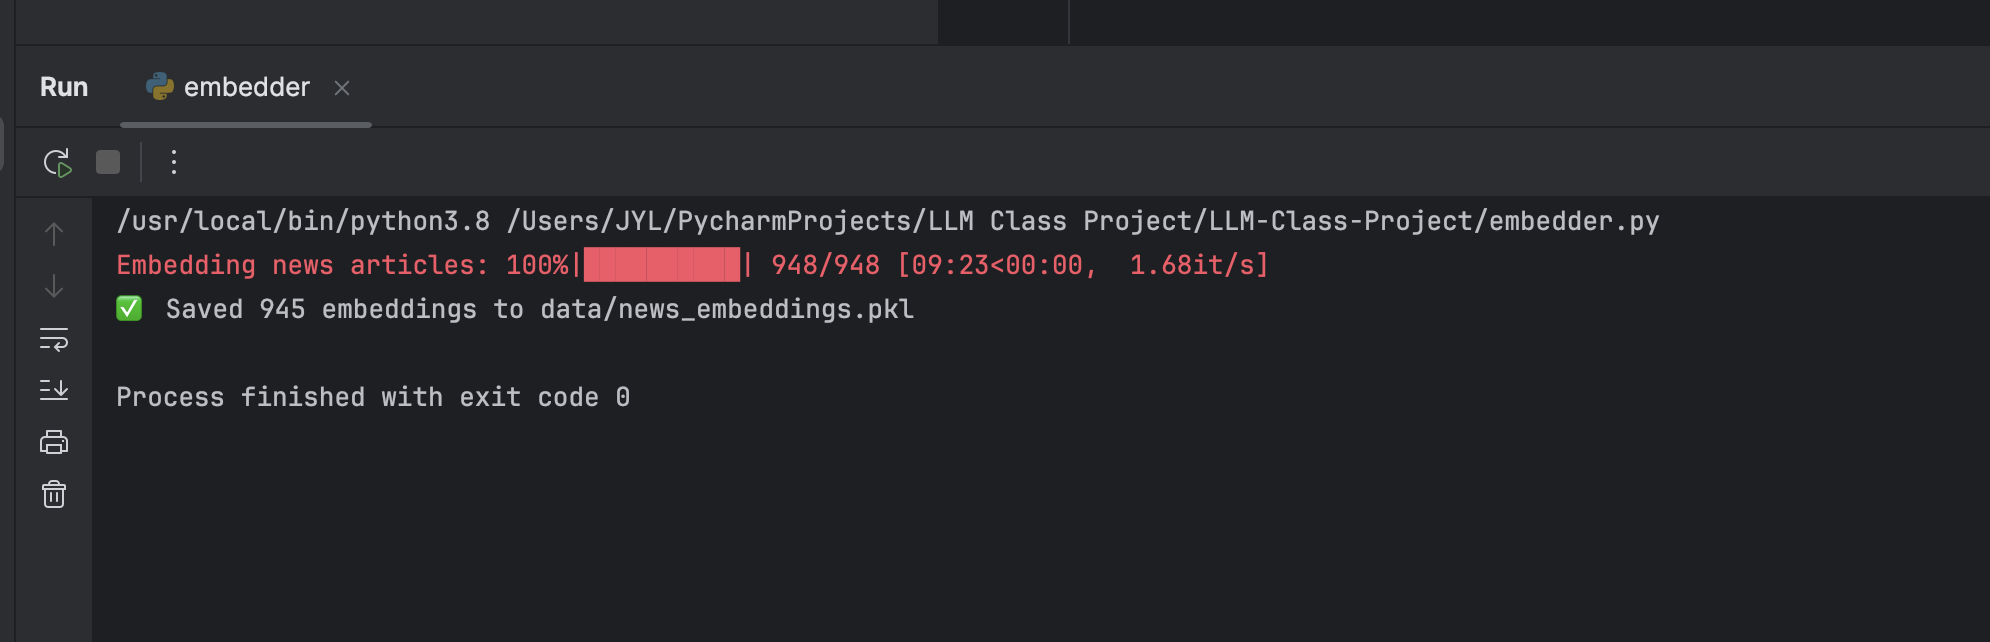 Run embedder
/usr/local/bin/python3.8 /Users/JYL/PycharmProjects/LLM Class Project/LLM-Class-Project/embedder.py
Embedding news articles: 100%|██████████| 948/948 [09:23<00:00,  1.68it/s]
✅ Saved 945 embeddings to data/news_embeddings.pkl
Process finished with exit code 0